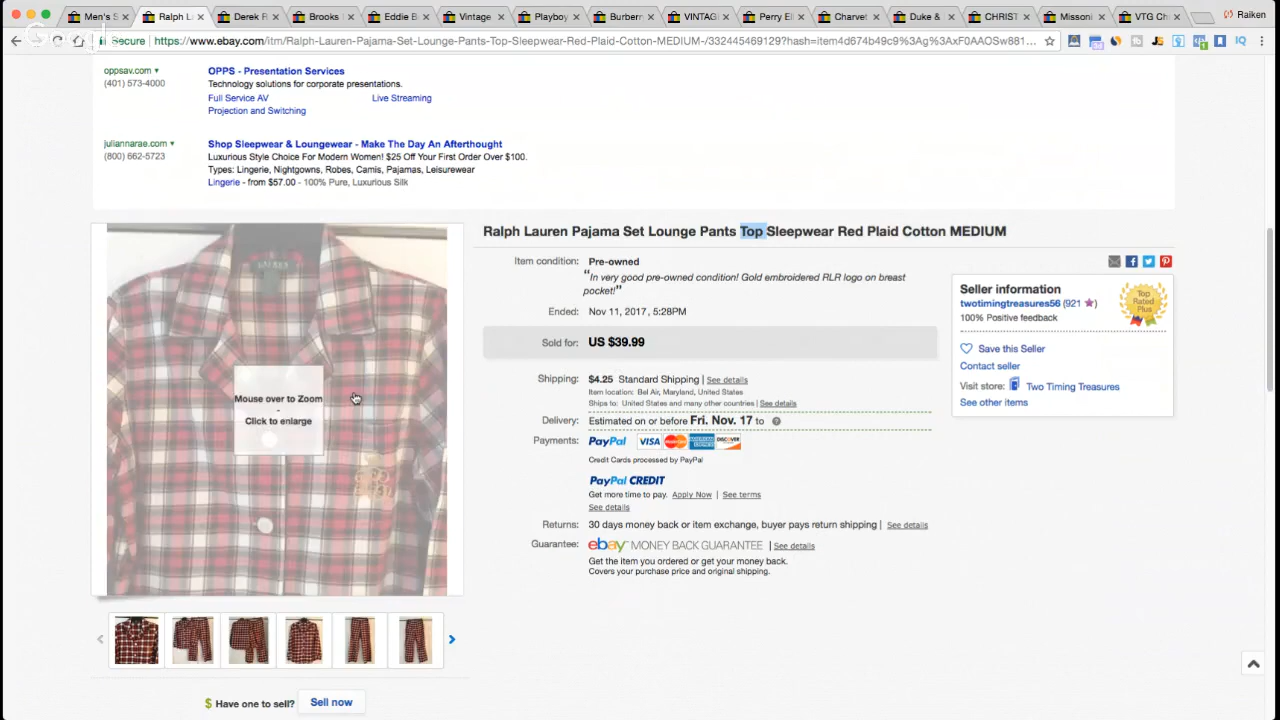 Men's S
Ralph L
Derek R
Brooks
Eddie B
Vintage
Playboy
Burberr
VINTAG
Perry Ell
Charvet
Duke &
CHRIST
Missoni
VTG Ch
Raiken
Secure
https://www.ebay.com/itm/Ralph-Lauren-Pajama-Set-Lounge-Pants-Top-Sleepwear-Red-Plaid-Cotton-MEDIUM-/332445469129?hash=item4d674b49c9%3Ag%3AxF0AAOSw881...
oppsav.com
OPPS - Presentation Services
(401) 573-4000
Technology solutions for corporate presentations.
Full Service AV
Live Streaming
Projection and Switching
juliannarae.com
Shop Sleepwear & Loungewear - Make The Day An Afterthought
(800) 662-5723
Luxurious Style Choice For Modern Women! $25 Off Your First Order Over $100.
Types: Lingerie, Nightgowns, Robes, Camis, Pajamas, Leisurewear
Lingerie - from $57.00 - 100% Pure, Luxurious Silk
LAUREN
Mouse over to Zoom
-
Click to enlarge
Ralph Lauren Pajama Set Lounge Pants Top Sleepwear Red Plaid Cotton MEDIUM
Item condition: Pre-owned
“In very good pre-owned condition! Gold embroidered RLR logo on breast
pocket!”
Ended: Nov 11, 2017 , 5:28PM
Sold for: US $39.99
Shipping: $4.25 Standard Shipping | See details
Item location: Bel Air, Maryland, United States
Ships to: United States and many other countries | See details
Delivery: Estimated on or before Fri. Nov. 17 to
Payments: PayPal VISA MasterCard AMERICAN EXPRESS DISCOVER
Credit Cards processed by PayPal
PayPal CREDIT
Get more time to pay. Apply Now | See terms
See details
Returns: 30 days money back or item exchange, buyer pays return shipping | See details
Guarantee: ebay MONEY BACK GUARANTEE | See details
Get the item you ordered or get your money back.
Covers your purchase price and original shipping.
Seller information
twotimingtreasures56 (921 ★)
100% Positive feedback
Top
Rated
Plus
Save this Seller
Contact seller
Visit store: Two Timing Treasures
See other items
$ Have one to sell? Sell now